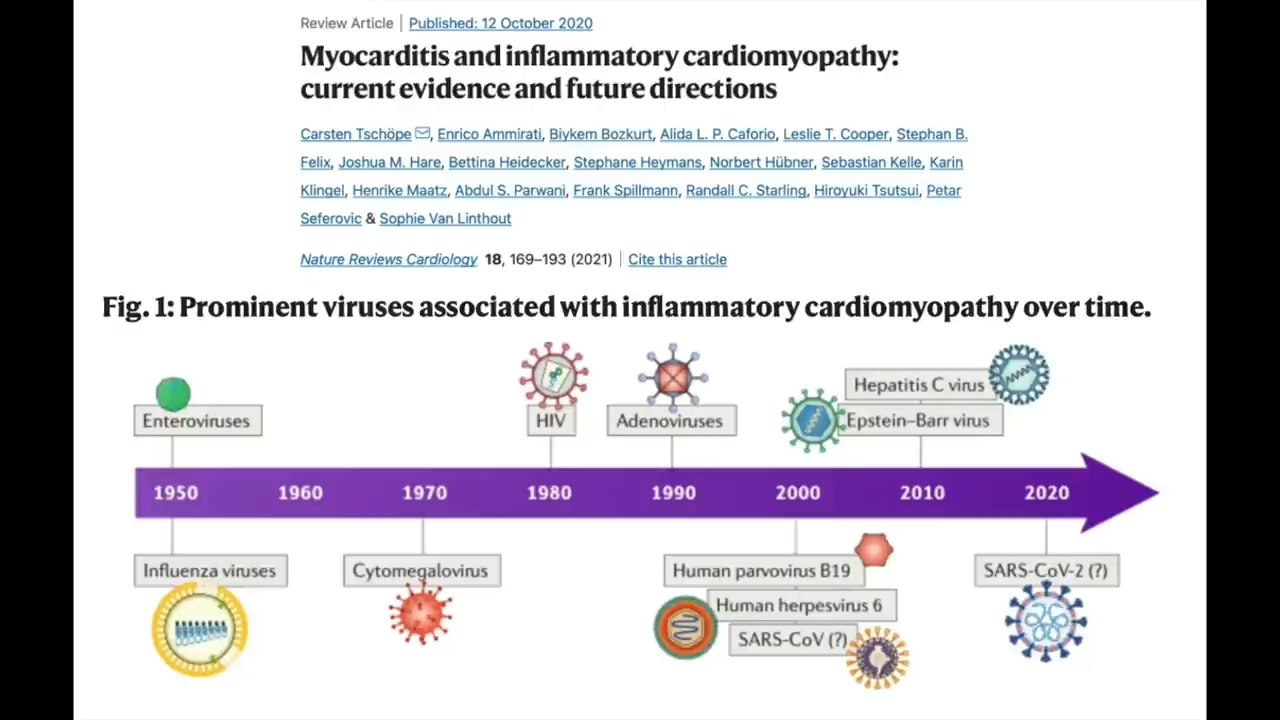 Review Article | Published: 12 October 2020
Myocarditis and inflammatory cardiomyopathy:
current evidence and future directions
Carsten Tschöpe, Enrico Ammirati, Biykem Bozkurt, Alida L. P. Caforio, Leslie T. Cooper, Stephan B.
Felix, Joshua M. Hare, Bettina Heidecker, Stephane Heymans, Norbert Hübner, Sebastian Kelle, Karin
Klingel, Henrike Maatz, Abdul S. Parwani, Frank Spillmann, Randall C. Starling, Hiroyuki Tsutsui, Petar
Seferovic & Sophie Van Linthout
Nature Reviews Cardiology 18, 169–193 (2021) | Cite this article
Fig. 1: Prominent viruses associated with inflammatory cardiomyopathy over time.
Hepatitis C virus
Enteroviruses
HIV
Adenoviruses
Epstein–Barr virus
1950 1960 1970 1980 1990 2000 2010 2020
Influenza viruses
Cytomegalovirus
Human parvovirus B19
SARS-CoV-2 (?)
Human herpesvirus 6
SARS-CoV (?)